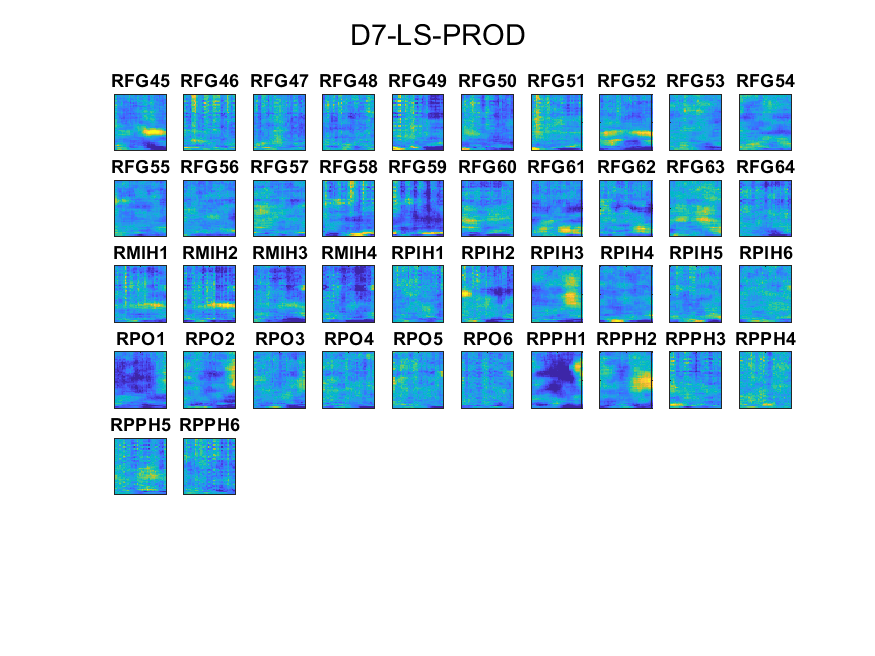 D7-LS-PROD
RFG45 RFG46 RFG47 RFG48 RFG49 RFG50 RFG51 RFG52 RFG53 RFG54
RFG55 RFG56 RFG57 RFG58 RFG59 RFG60 RFG61 RFG62 RFG63 RFG64
RMIH1 RMIH2 RMIH3 RMIH4 RPIH1 RPIH2 RPIH3 RPIH4 RPIH5 RPIH6
RPO1 RPO2 RPO3 RPO4 RPO5 RPO6 RPPH1 RPPH2 RPPH3 RPPH4
RPPH5 RPPH6